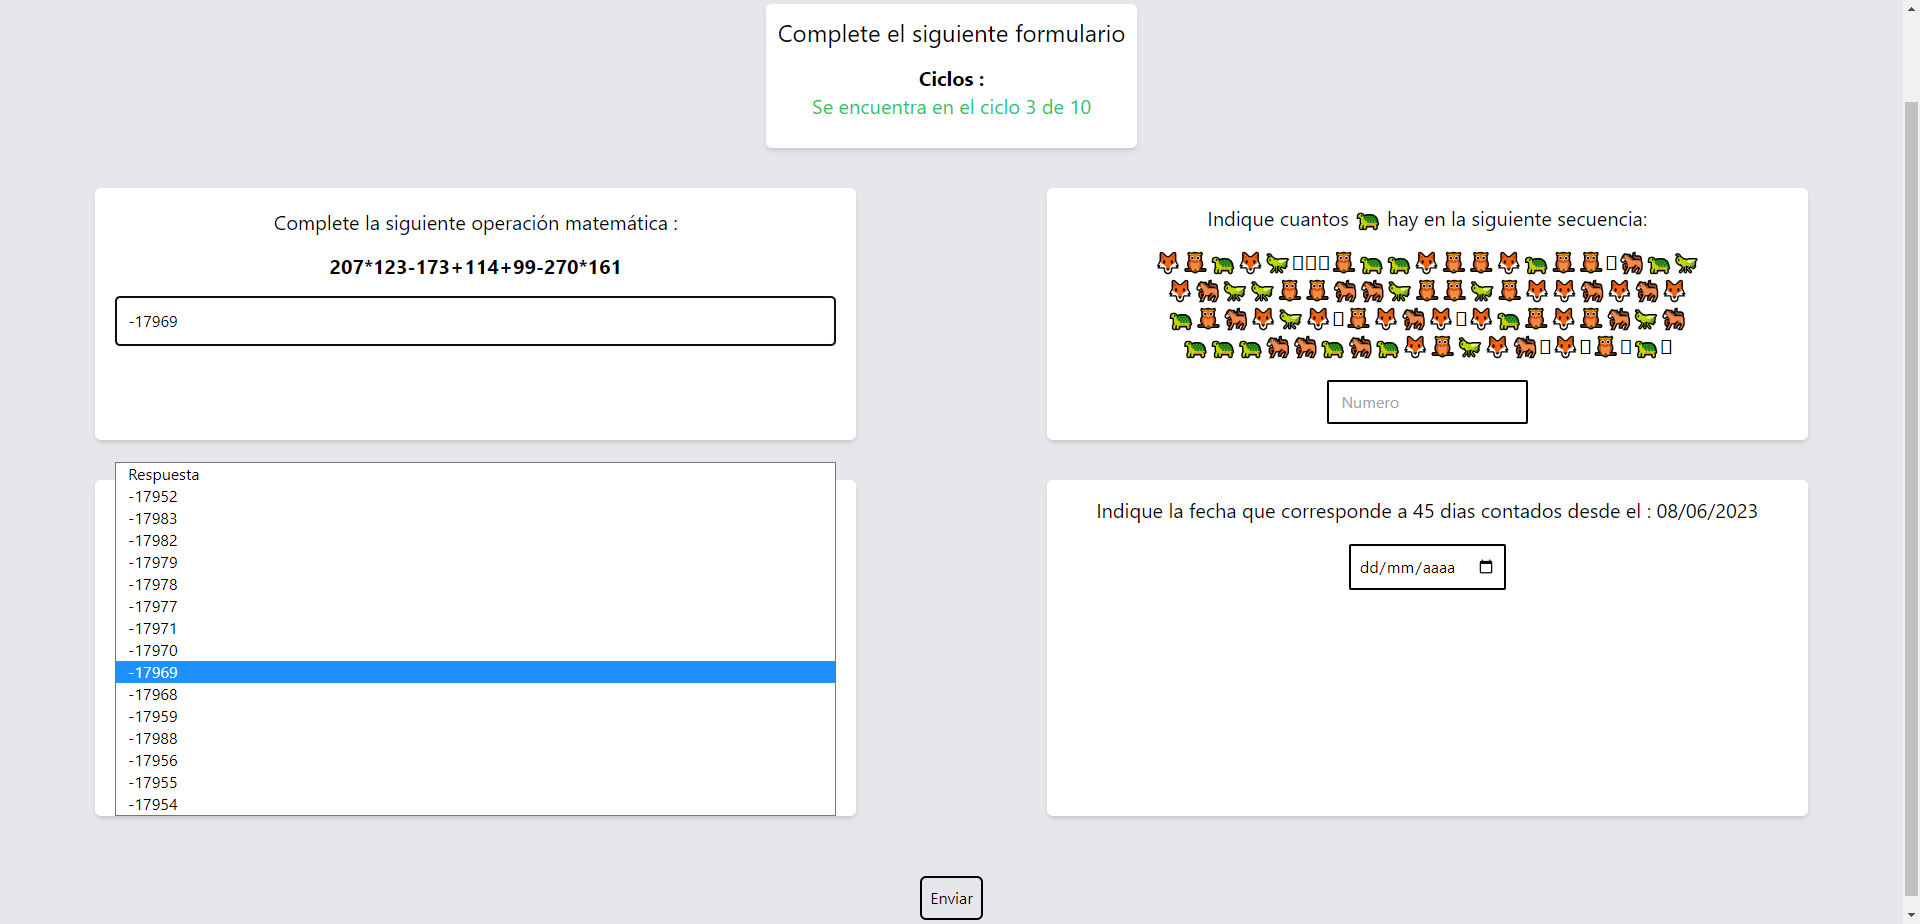 Complete el siguiente formulario
Ciclos :
Se encuentra en el ciclo 3 de 10
Complete la siguiente operación matemática :
207*123-173+114+99-270*161
-17969
Indique cuantos 🐢 hay en la siguiente secuencia:
Numero
Respuesta
-17952
-17983
-17982
-17979
-17978
-17977
-17971
-17970
-17969
-17968
-17959
-17988
-17956
-17955
-17954
Indique la fecha que corresponde a 45 dias contados desde el : 08/06/2023
dd/mm/aaaa
Enviar